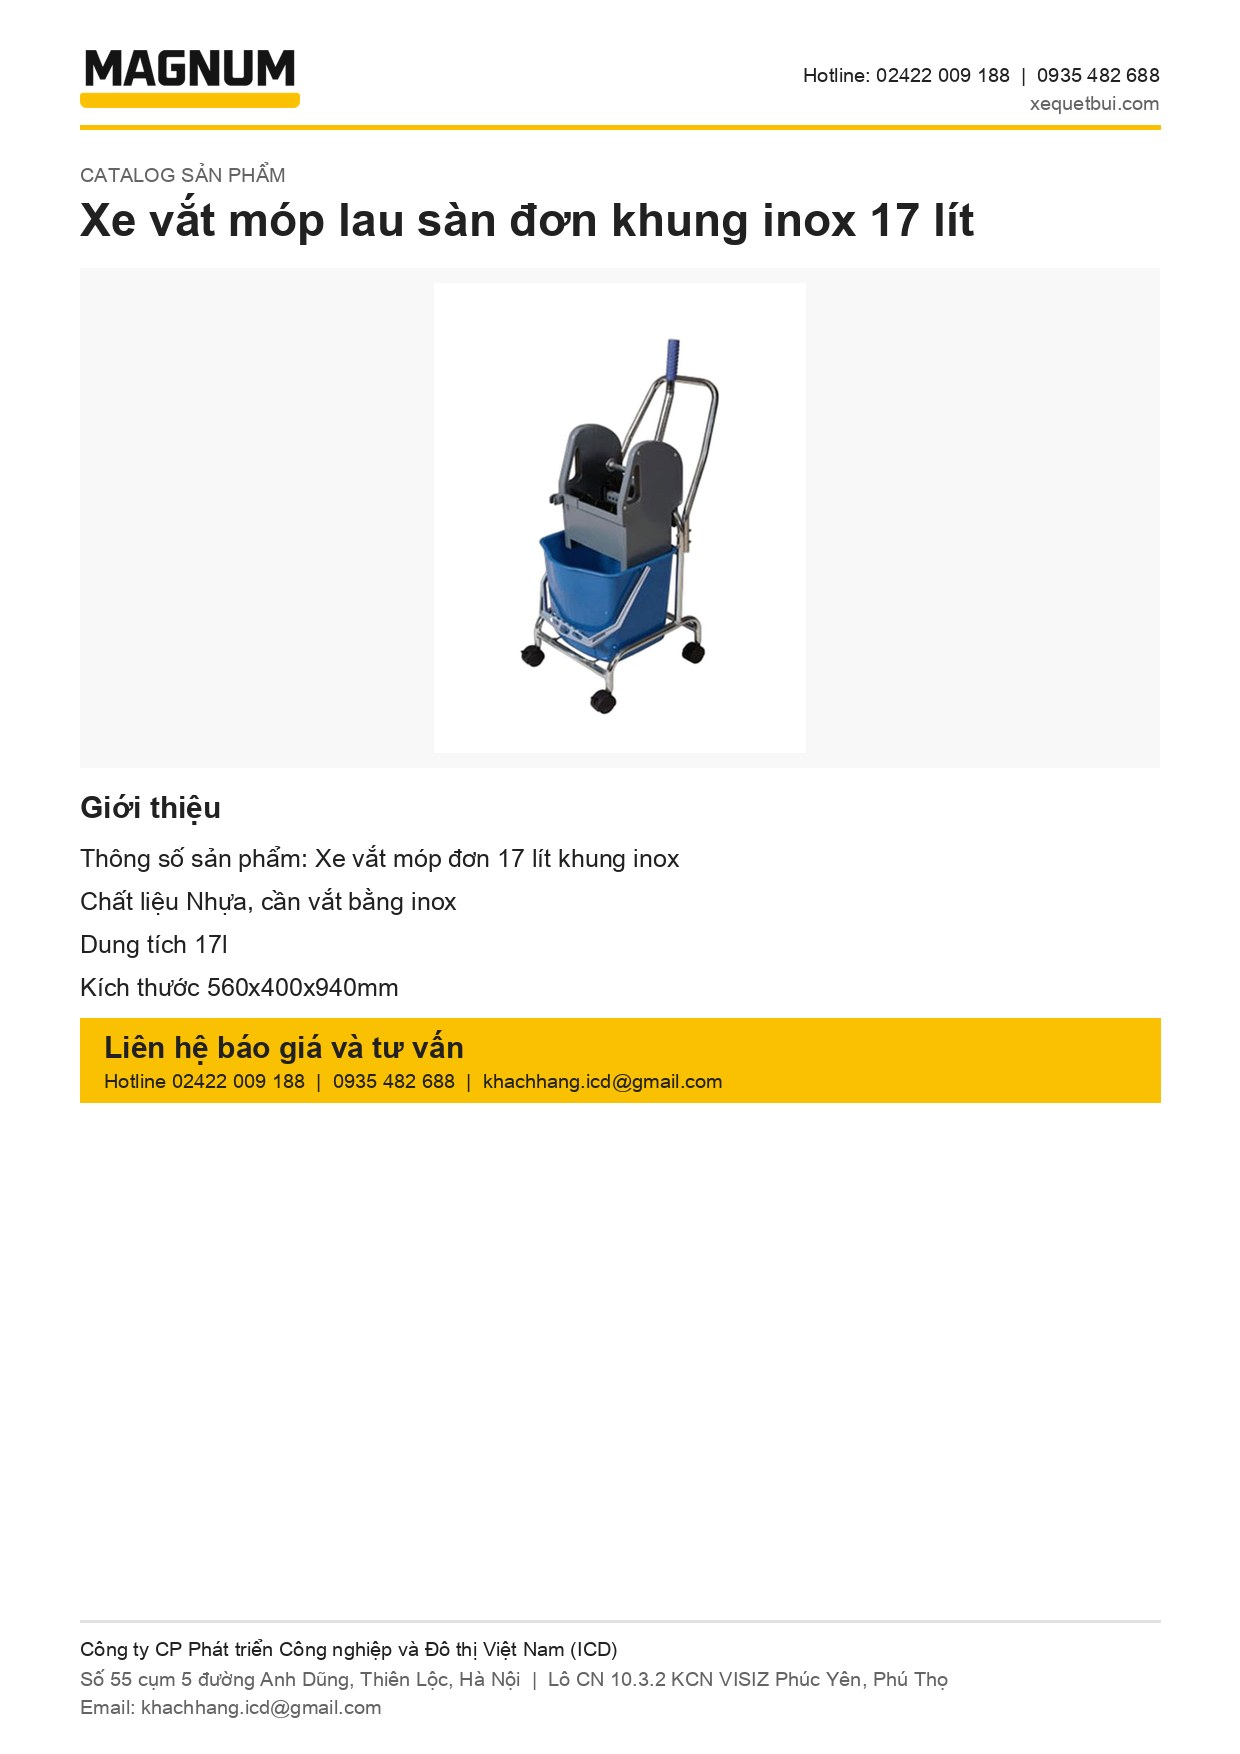 MAGNUM
Hotline: 02422 009 188 | 0935 482 688
xequetbui.com
CATALOG SẢN PHẨM
Xe vắt móp lau sàn đơn khung inox 17 lít
Giới thiệu
Thông số sản phẩm: Xe vắt móp đơn 17 lít khung inox
Chất liệu Nhựa, cần vắt bằng inox
Dung tích 17l
Kích thước 560x400x940mm
Liên hệ báo giá và tư vấn
Hotline 02422 009 188 | 0935 482 688 | khachhang.icd@gmail.com
Công ty CP Phát triển Công nghiệp và Đô thị Việt Nam (ICD)
Số 55 cụm 5 đường Anh Dũng, Thiên Lộc, Hà Nội | Lô CN 10.3.2 KCN VISIZ Phúc Yên, Phú Thọ
Email: khachhang.icd@gmail.com